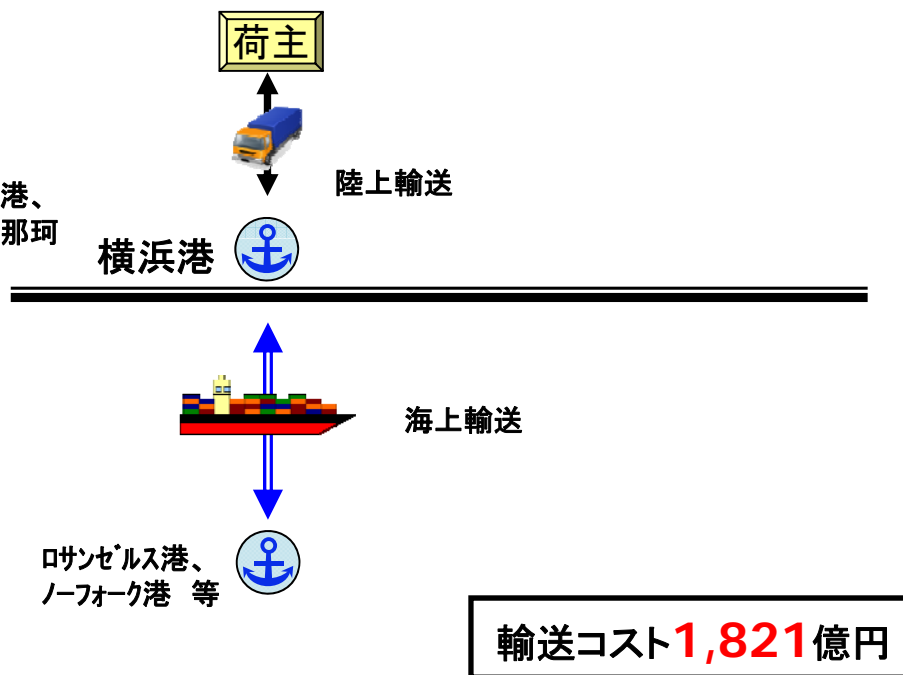 荷主
陸上輸送
港、
那珂
横浜港
海上輸送
ロサンゼルス港、
ノーフォーク港 等
輸送コスト1,821億円